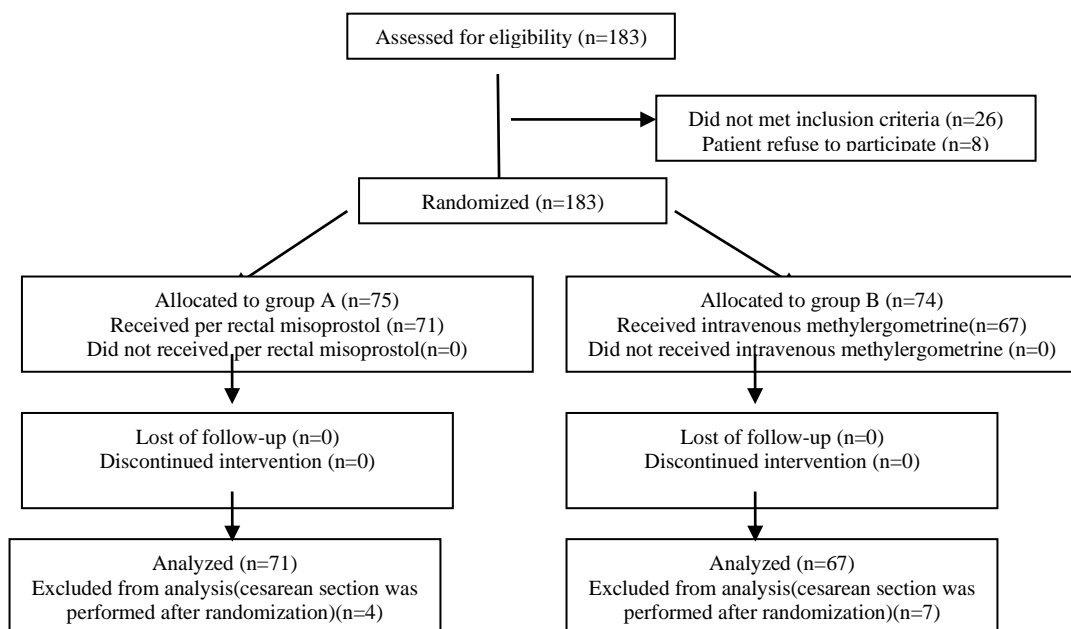 Assessed for eligibility (n=183)
Did not met inclusion criteria (n=26)
Patient refuse to participate (n=8)
Randomized (n=183)
Allocated to group A (n=75)
Received per rectal misoprostol (n=71)
Did not received per rectal misoprostol(n=0)
Allocated to group B (n=74)
Received intravenous methylergometrine(n=67)
Did not received intravenous methylergometrine (n=0)
Lost of follow-up (n=0)
Discontinued intervention (n=0)
Lost of follow-up (n=0)
Discontinued intervention (n=0)
Analyzed (n=71)
Excluded from analysis(cesarean section was
performed after randomization)(n=4)
Analyzed (n=67)
Excluded from analysis(cesarean section was
performed after randomization)(n=7)